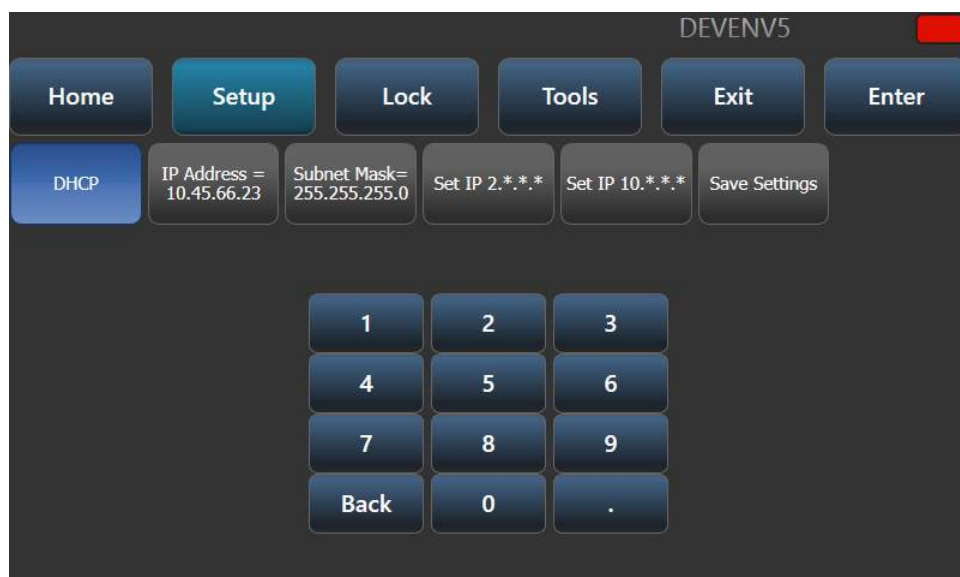 DEVENV5
Home Setup Lock Tools Exit Enter
DHCP
IP Address =
10.45.66.23
Subnet Mask=
255.255.255.0
Set IP 2.*.*.*
Set IP 10.*.*.*
Save Settings
1 2 3
4 5 6
7 8 9
Back 0 .